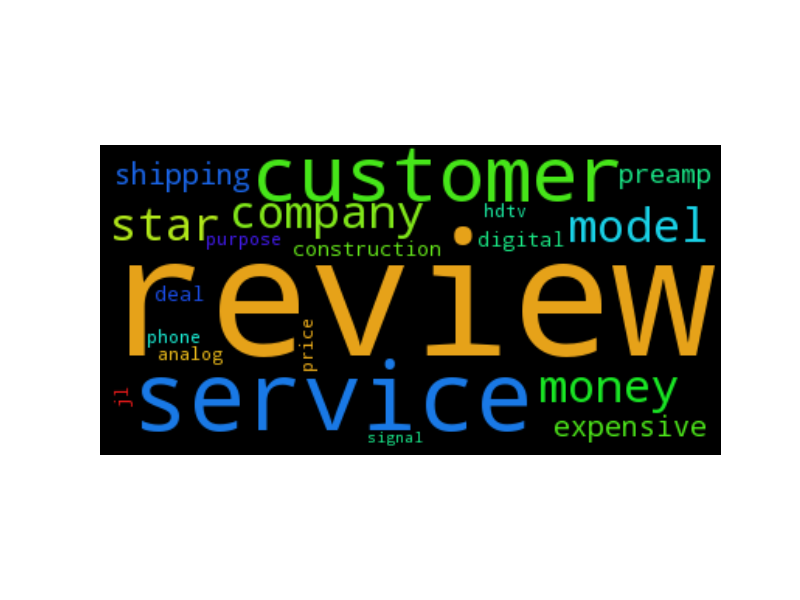 shipping customer preamp
star company hdtv model
purpose construction digital
review
deal
phone price
analog
j1 service money
expensive
signal